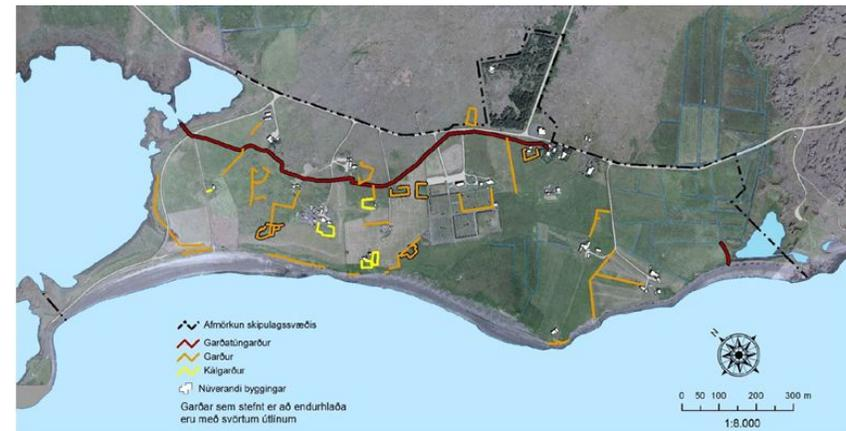 Afmörkun skipulagssvæðis
Garðatúngarður
Garður
Kálgarður
Núverandi byggingar
Garðar sem stefnt er að endurhlaða
eru með svörtum útlínum
N
0 50 100 200 300 m
1:8.000